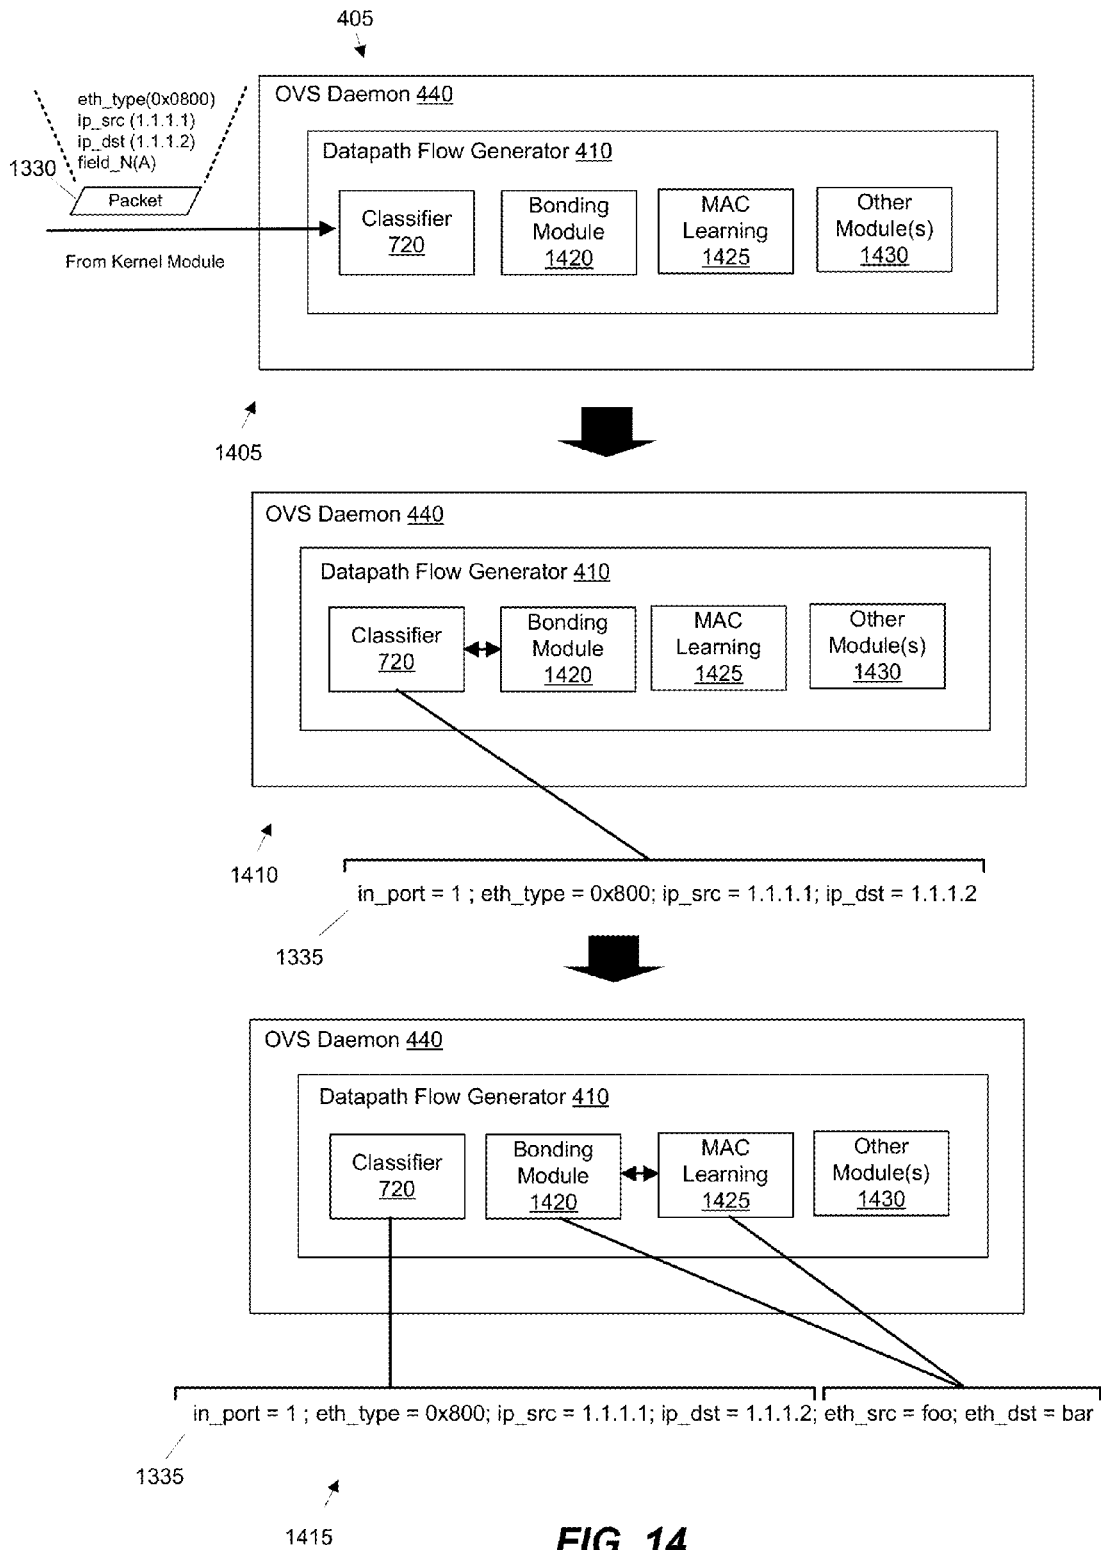 405
eth_type(0x0800)
ip_src (1.1.1.1)
ip_dst (1.1.1.2)
field_N(A)
1330
Packet
From Kernel Module
OVS Daemon 440
Datapath Flow Generator 410
Classifier
720
Bonding
Module
1420
MAC
Learning
1425
Other
Module(s)
1430
1405
OVS Daemon 440
Datapath Flow Generator 410
Classifier
720
Bonding
Module
1420
MAC
Learning
1425
Other
Module(s)
1430
1410
in_port = 1 ; eth_type = 0x800; ip_src = 1.1.1.1; ip_dst = 1.1.1.2
1335
OVS Daemon 440
Datapath Flow Generator 410
Classifier
720
Bonding
Module
1420
MAC
Learning
1425
Other
Module(s)
1430
in_port = 1 ; eth_type = 0x800; ip_src = 1.1.1.1; ip_dst = 1.1.1.2; eth_src = foo; eth_dst = bar
1335
1415
FIG. 14